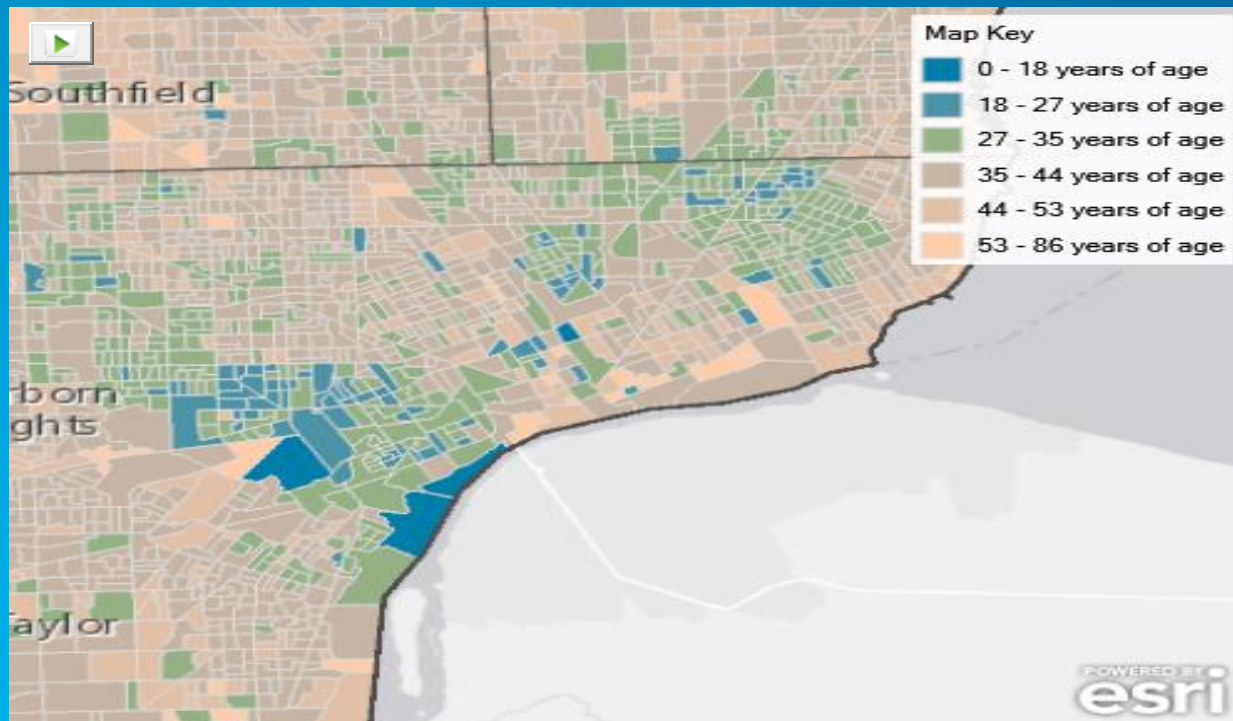 Map Key
0 - 18 years of age
18 - 27 years of age
27 - 35 years of age
35 - 44 years of age
44 - 53 years of age
53 - 86 years of age
Southfield
rborn
ghts
aylor
POWERED BY
esri